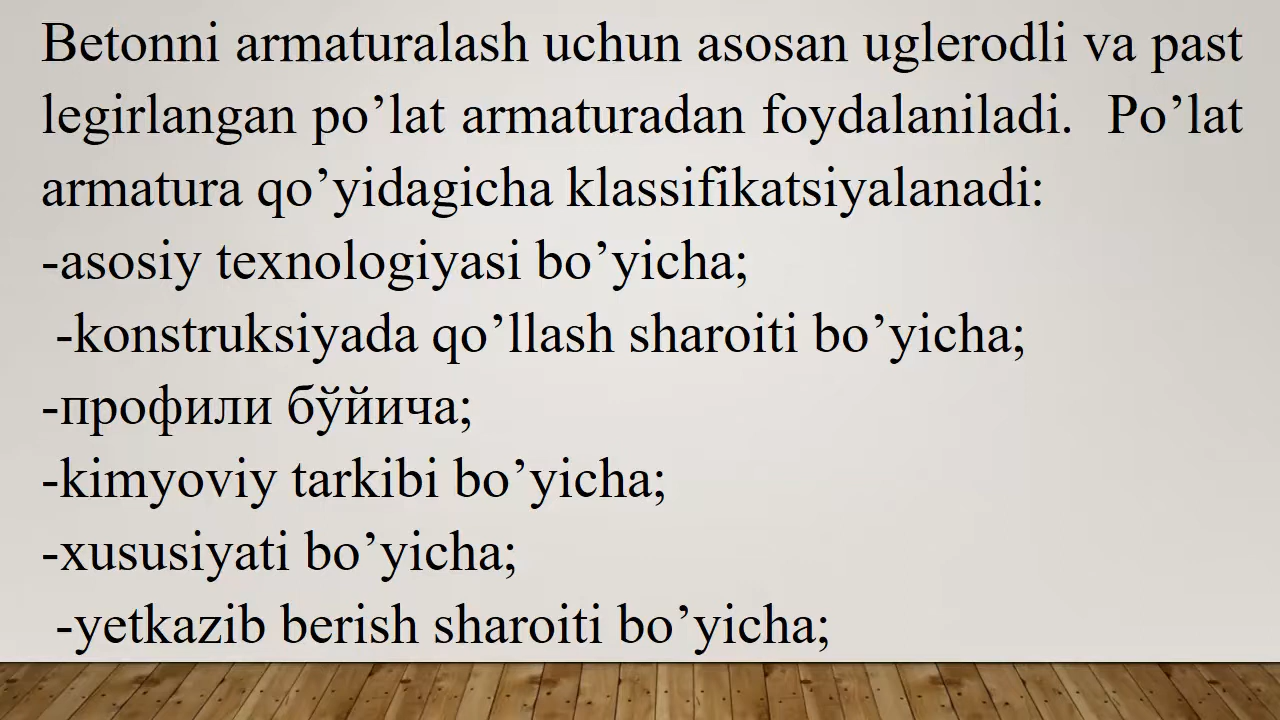 Betonni armaturalash uchun asosan uglerodli va past
legirlangan po’lat armaturadan foydalaniladi.  Po’lat
armatura qo’yidagicha klassifikatsiyalanadi:
-asosiy texnologiyasi bo’yicha;
-konstruksiyada qo’llash sharoiti bo’yicha;
-профили бўйича;
-kimyoviy tarkibi bo’yicha;
-xususiyati bo’yicha;
-yetkazib berish sharoiti bo’yicha;